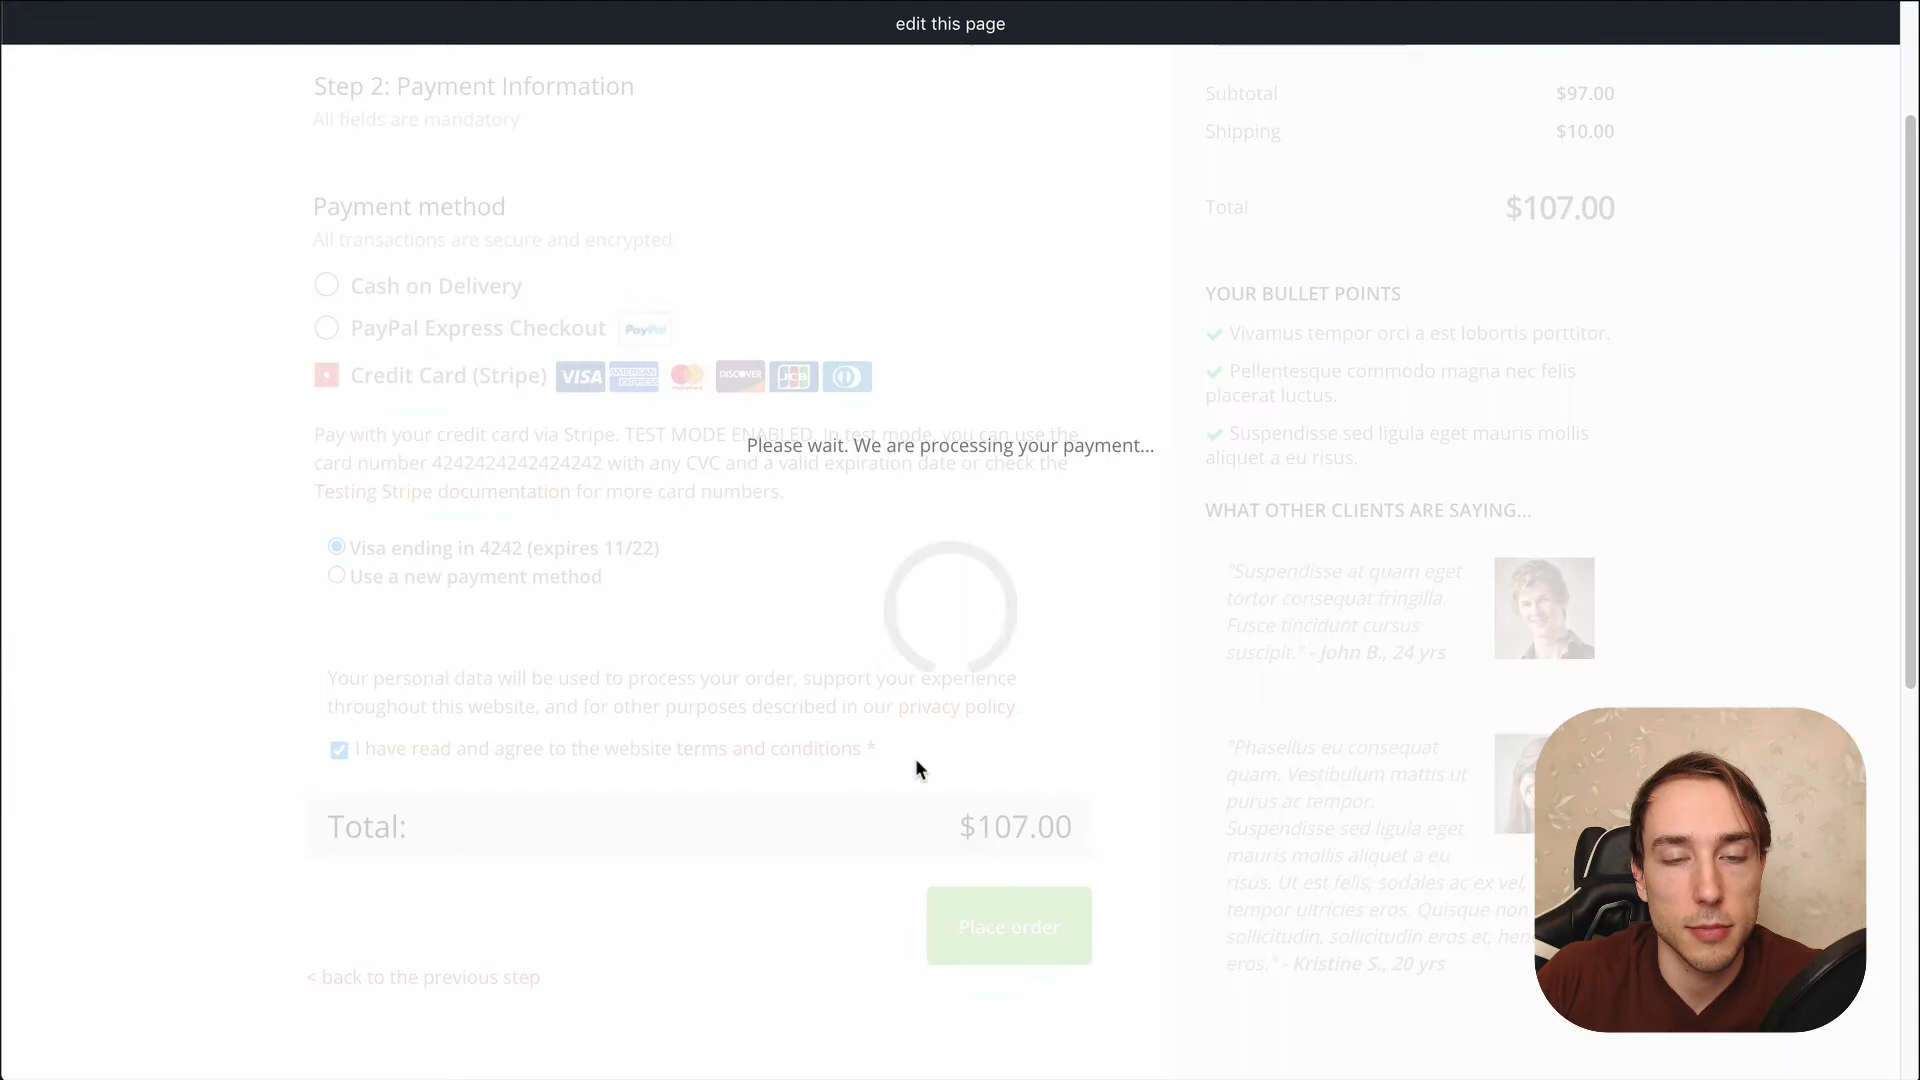 edit this page
Step 2: Payment Information
All fields are mandatory
Payment method
All transactions are secure and encrypted
Cash on Delivery
PayPal Express Checkout PayPal
Credit Card (Stripe) VISA AMERICAN EXPRESS mastercard DISCOVER JCB
Pay with your credit card via Stripe. TEST MODE ENABLED. In test mode, you can use the
card number 4242424242424242 with any CVC and a valid expiration date or check the
Testing Stripe documentation for more card numbers.
Please wait. We are processing your payment...
Visa ending in 4242 (expires 11/22)
Use a new payment method
Your personal data will be used to process your order, support your experience
throughout this website, and for other purposes described in our privacy policy.
I have read and agree to the website terms and conditions *
Total: $107.00
Place order
< back to the previous step
Subtotal $97.00
Shipping $10.00
Total $107.00
YOUR BULLET POINTS
Vivamus tempor orci a est lobortis porttitor.
Pellentesque commodo magna nec felis
placerat luctus.
Suspendisse sed ligula eget mauris mollis
aliquet a eu risus.
WHAT OTHER CLIENTS ARE SAYING...
"Suspendisse at quam eget
tortor consequat fringilla.
Fusce tincidunt cursus
suscipit." - John B., 24 yrs
"Phasellus eu consequat
quam. Vestibulum mattis ut
purus ac tempor.
Suspendisse sed ligula eget
mauris mollis aliquet a eu
risus. Ut est felis, sodales ac ex vel,
tempor ultricies eros. Quisque non
sollicitudin, sollicitudin eros et, hen
eros." - Kristine S., 20 yrs